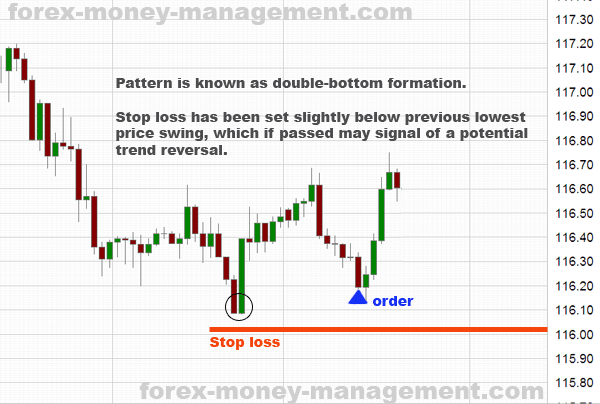 forex-money-management.com
117.30
117.20
117.10
Pattern is known as double-bottom formation.
117.00
Stop loss has been set slightly below previous lowest
116.90
price swing, which if passed may signal of a potential
116.80
trend reversal.
116.70
116.60
116.50
116.40
116.30
116.20
order
116.10
116.00
Stop loss
115.90
115.80
forex-money-management.com